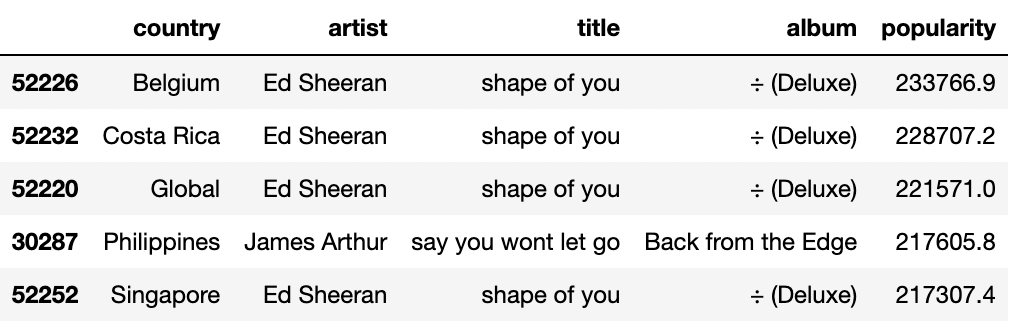 country artist title album popularity
52226 Belgium Ed Sheeran shape of you ÷ (Deluxe) 233766.9
52232 Costa Rica Ed Sheeran shape of you ÷ (Deluxe) 228707.2
52220 Global Ed Sheeran shape of you ÷ (Deluxe) 221571.0
30287 Philippines James Arthur say you wont let go Back from the Edge 217605.8
52252 Singapore Ed Sheeran shape of you ÷ (Deluxe) 217307.4